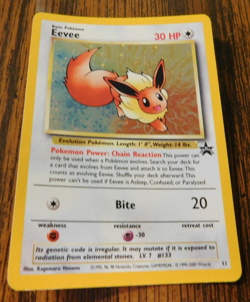 Basic Pokémon
Eevee
30 HP
Evolution Pokémon. Length: 1' 0", Weight: 14 lbs.
Pokemon Power: Chain Reaction This power can
only be used when a Pokémon evolves. Search your deck for
a card that evolves from Eevee and attach it to Eevee. This
counts as evolving Eevee. Shuffle your deck afterward. This
power can't be used if Eevee is Asleep, Confused, or Paralyzed.
Bite 20
weakness resistance retreat cost
-30
Its genetic code is irregular. It may mutate if it is exposed to
radiation from elemental stones. LV. 7 #133
Illus. Kagemaru Himeno
11